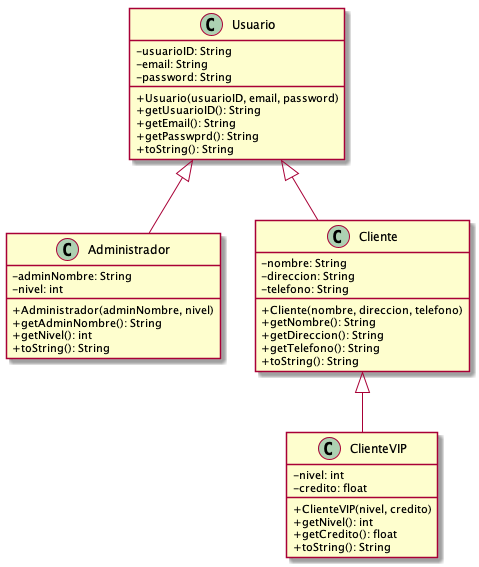 C Usuario
-usuarioID: String
-email: String
-password: String
+Usuario(usuarioID, email, password)
+getUsuarioID(): String
+getEmail(): String
+getPasswprd(): String
+toString(): String
C Administrador
-adminNombre: String
-nivel: int
+Administrador(adminNombre, nivel)
+getAdminNombre(): String
+getNivel(): int
+toString(): String
C Cliente
-nombre: String
-direccion: String
-telefono: String
+Cliente(nombre, direccion, telefono)
+getNombre(): String
+getDireccion(): String
+getTelefono(): String
+toString(): String
C ClienteVIP
-nivel: int
-credito: float
+ClienteVIP(nivel, credito)
+getNivel(): int
+getCredito(): float
+toString(): String